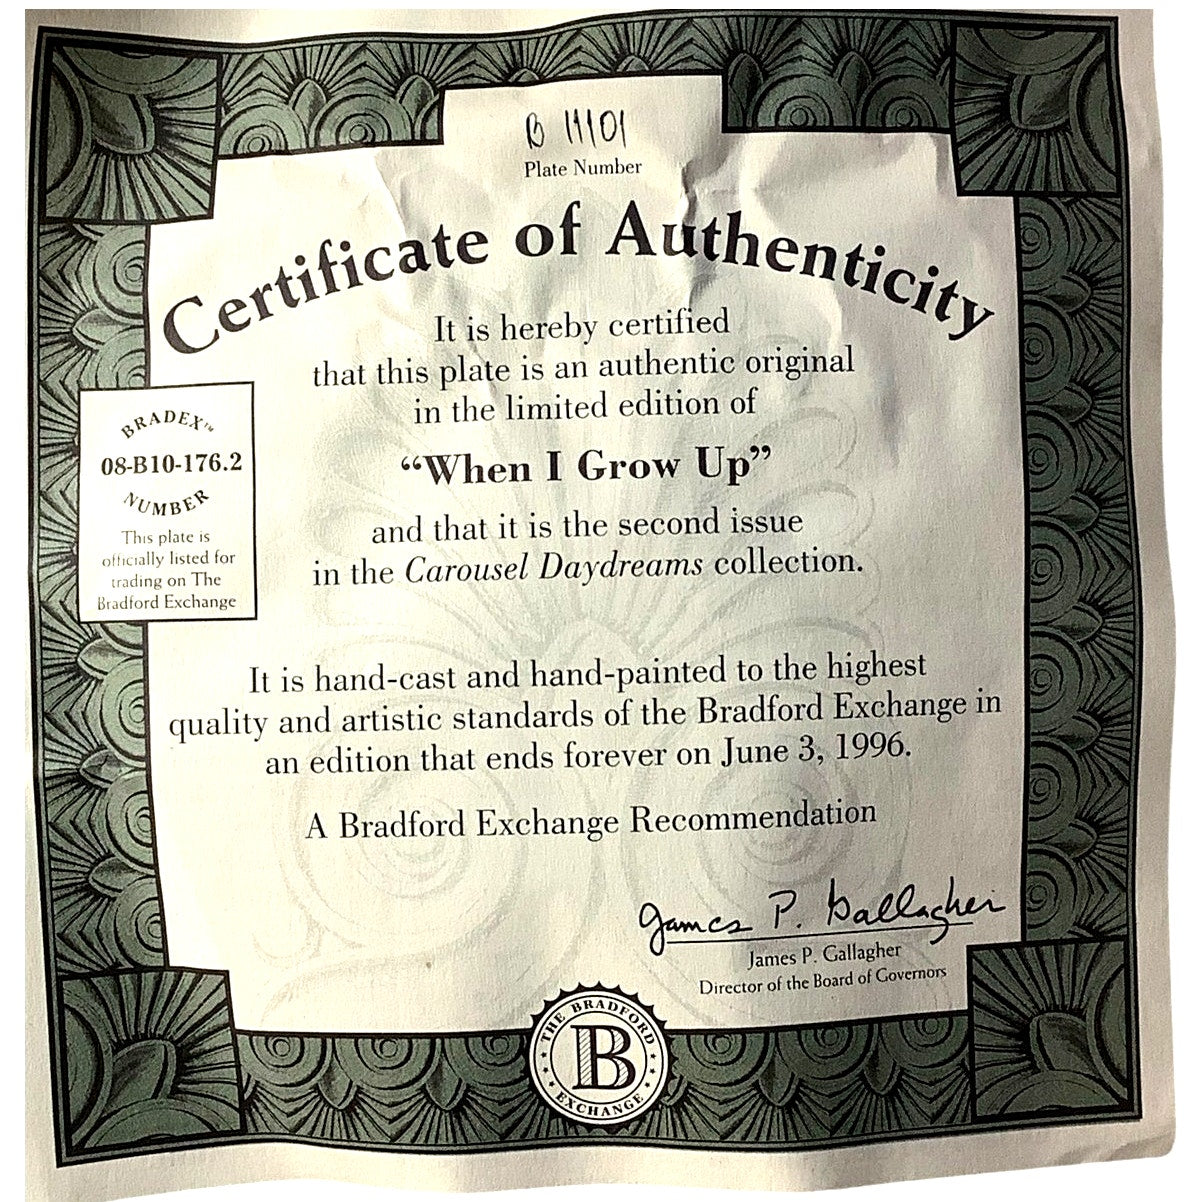 B 11101
Plate Number
Certificate of Authenticity
It is hereby certified
that this plate is an authentic original
in the limited edition of
“When I Grow Up”
and that it is the second issue
in the Carousel Daydreams collection.
BRADEX™
08-B10-176.2
NUMBER
This plate is
officially listed for
trading on The
Bradford Exchange
It is hand-cast and hand-painted to the highest
quality and artistic standards of the Bradford Exchange in
an edition that ends forever on June 3, 1996.
A Bradford Exchange Recommendation
James P. Gallagher
James P. Gallagher
Director of the Board of Governors
THE BRADFORD
B
EXCHANGE